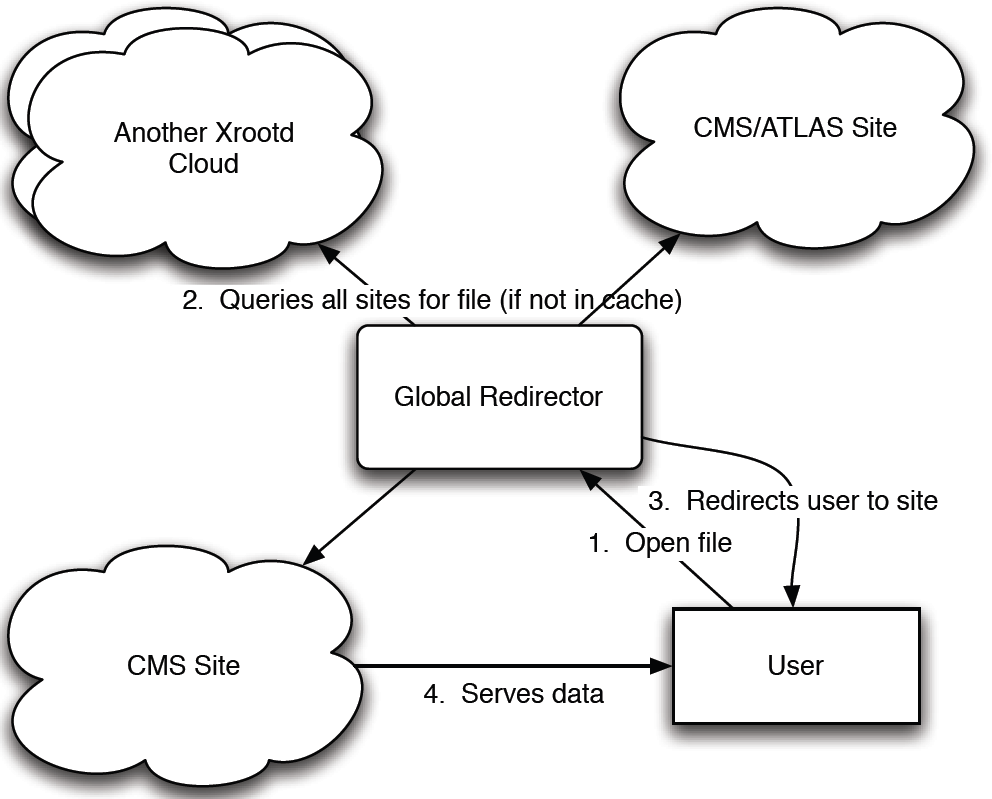 Another Xrootd
Cloud
CMS/ATLAS Site
2. Queries all sites for file (if not in cache)
Global Redirector
3. Redirects user to site
1. Open file
CMS Site
User
4. Serves data